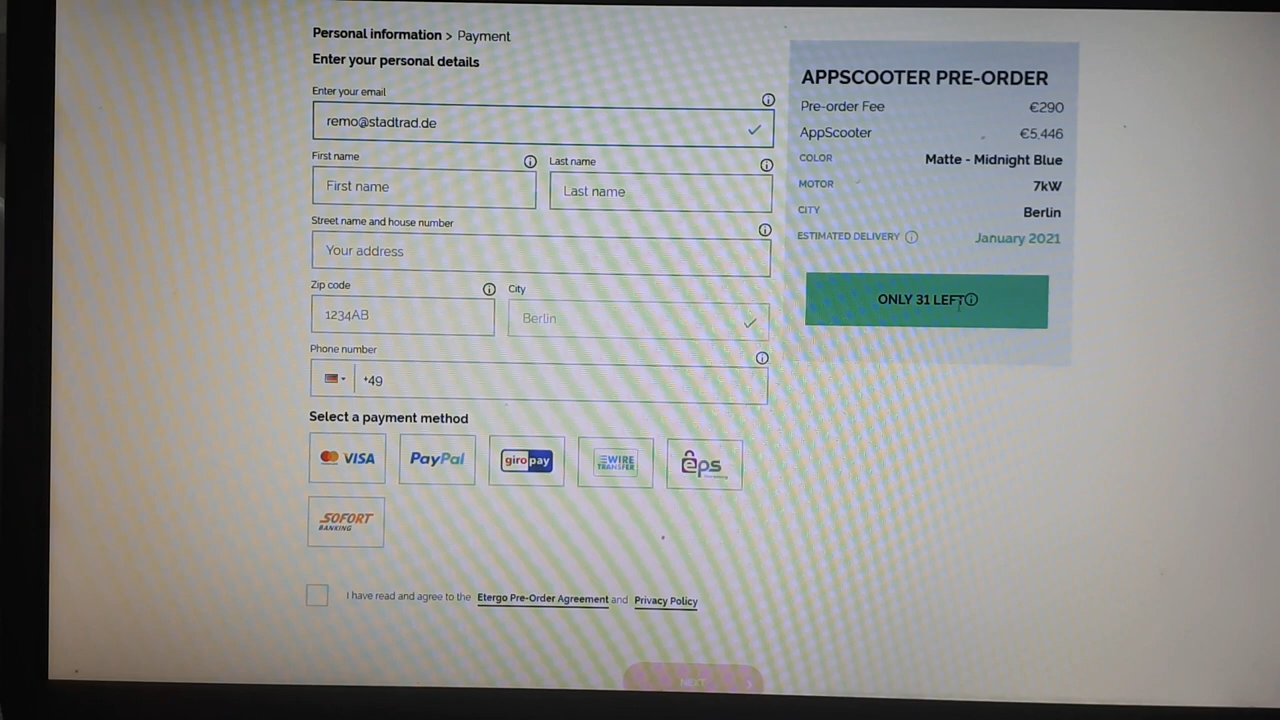 Personal information > Payment
Enter your personal details
Enter your email
remo@stadtrad.de
First name
Last name
First name
Last name
Street name and house number
Your address
Zip code
City
1234AB
Berlin
Phone number
+49
Select a payment method
VISA
PayPal
giropay
WIRE
TRANSFER
eps
SOFORT
BANKING
I have read and agree to the Etergo Pre-Order Agreement and Privacy Policy
NEXT
APPSCOOTER PRE-ORDER
Pre-order Fee €290
AppScooter €5,446
COLOR Matte - Midnight Blue
MOTOR 7kW
CITY Berlin
ESTIMATED DELIVERY January 2021
ONLY 31 LEFT